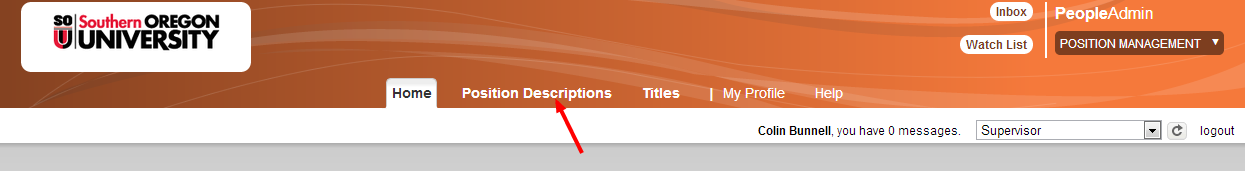 SO
U
Southern OREGON
UNIVERSITY
Inbox
PeopleAdmin
Watch List
POSITION MANAGEMENT
Home Position Descriptions Titles | My Profile Help
Colin Bunnell, you have 0 messages. Supervisor logout